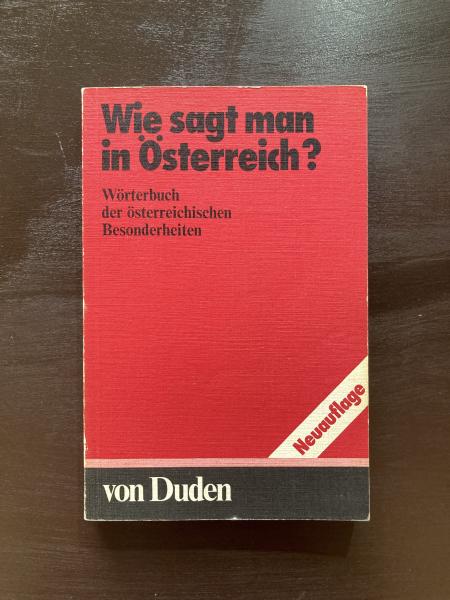 Wie sagt man
in Österreich?
Wörterbuch
der österreichischen
Besonderheiten
Neuauflage
von Duden